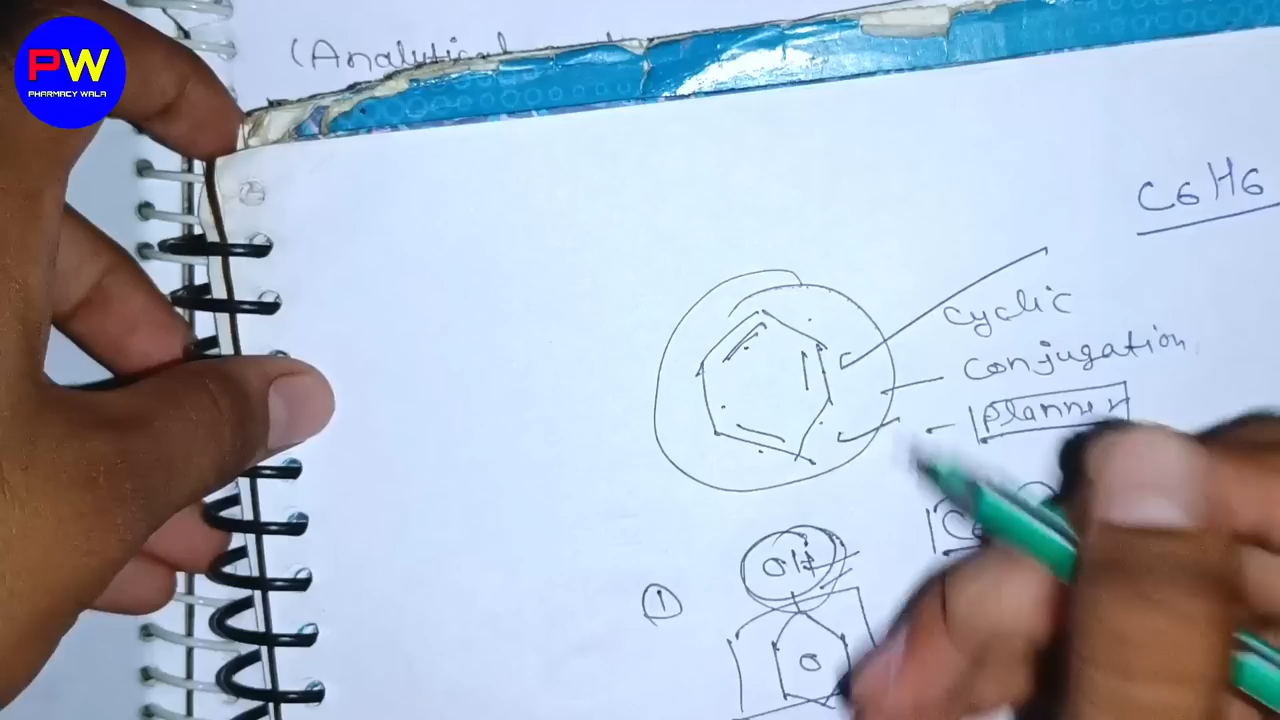 PW
PHARMACY WALA
(Analytical
C6H6
cyclic
conjugation
- planner
OH
①